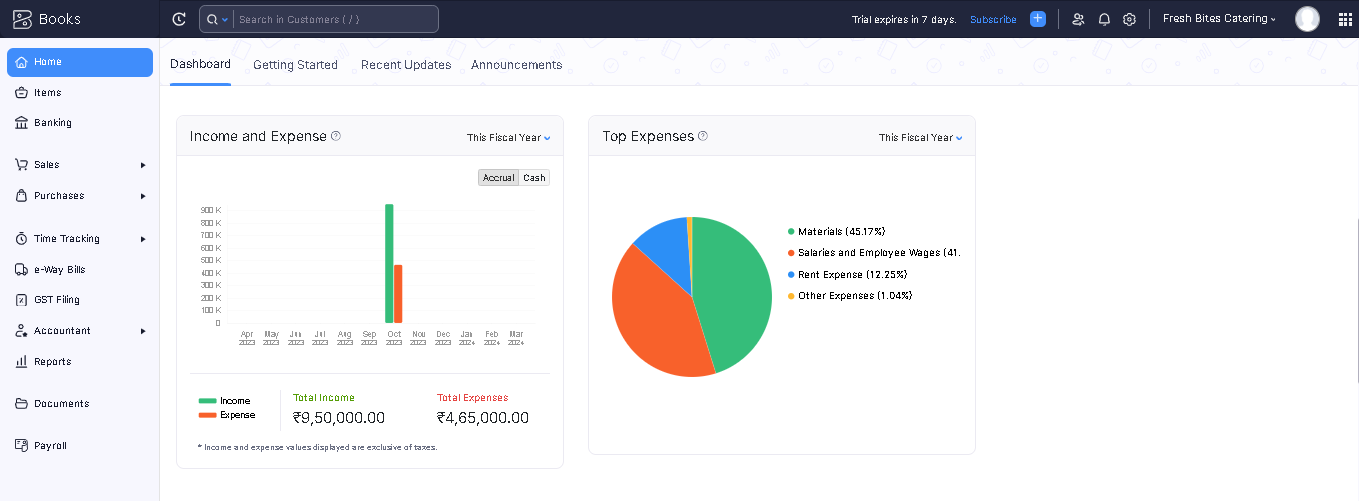 Books
Search in Customers ( / )
Trial expires in 7 days.
Subscribe
Fresh Bites Catering
Home
Items
Banking
Sales
Purchases
Time Tracking
e-Way Bills
GST Filing
Accountant
Reports
Documents
Payroll
Dashboard
Getting Started
Recent Updates
Announcements
Income and Expense
This Fiscal Year
Accrual
Cash
900 K
800 K
700 K
600 K
500 K
400 K
300 K
200 K
100 K
0
Apr May Jun Jul Aug Sep Oct Nov Dec Jan Feb Mar
2023 2023 2023 2023 2023 2023 2023 2023 2023 2024 2024 2024
Income
Expense
Total Income
₹9,50,000.00
Total Expenses
₹4,65,000.00
* Income and expense values displayed are exclusive of taxes.
Top Expenses
This Fiscal Year
Materials (45.17%)
Salaries and Employee Wages (41.
Rent Expense (12.25%)
Other Expenses (1.04%)